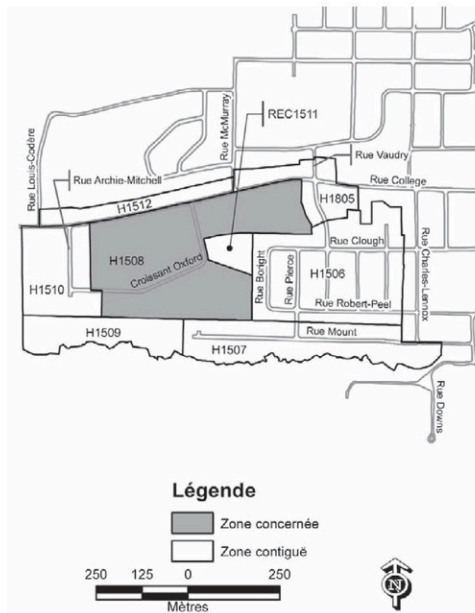 REC1511
Rue McMurray
Rue Louis-Codère
Rue Vaudry
Rue Archie-Mitchell
Rue College
H1512
H1805
Rue Clough
H1508
Croissant Oxford
Rue Boright
Rue Pierce
H1506
Rue Charles-Lennox
H1510
Rue Robert-Peel
H1509
Rue Mount
H1507
Rue Downs
Légende
Zone concernée
Zone contiguë
250 125 0 250
Mètres
N